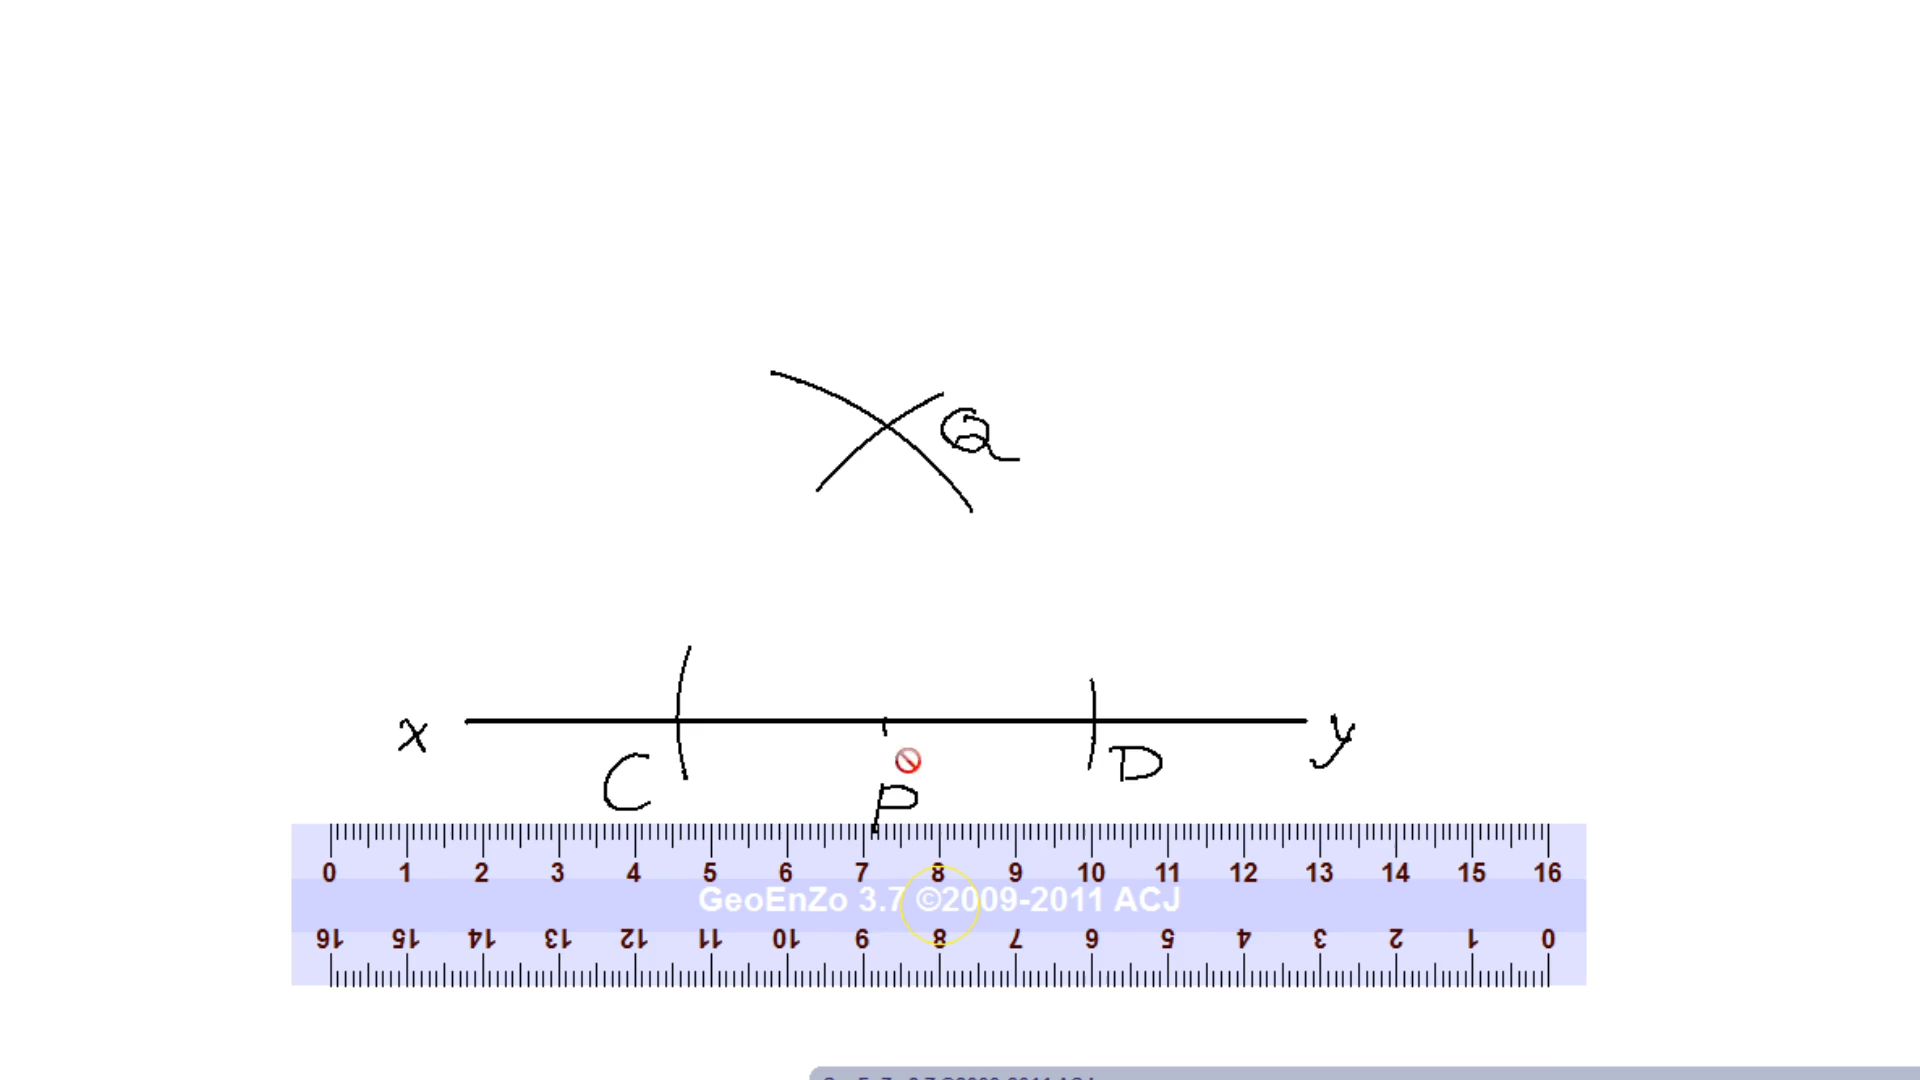 Q
x y
C D
P
0 1 2 3 4 5 6 7 8 9 10 11 12 13 14 15 16
GeoEnZo 3.7 ©2009-2011 ACJ
16 15 14 13 12 11 10 9 8 7 6 5 4 3 2 1 0